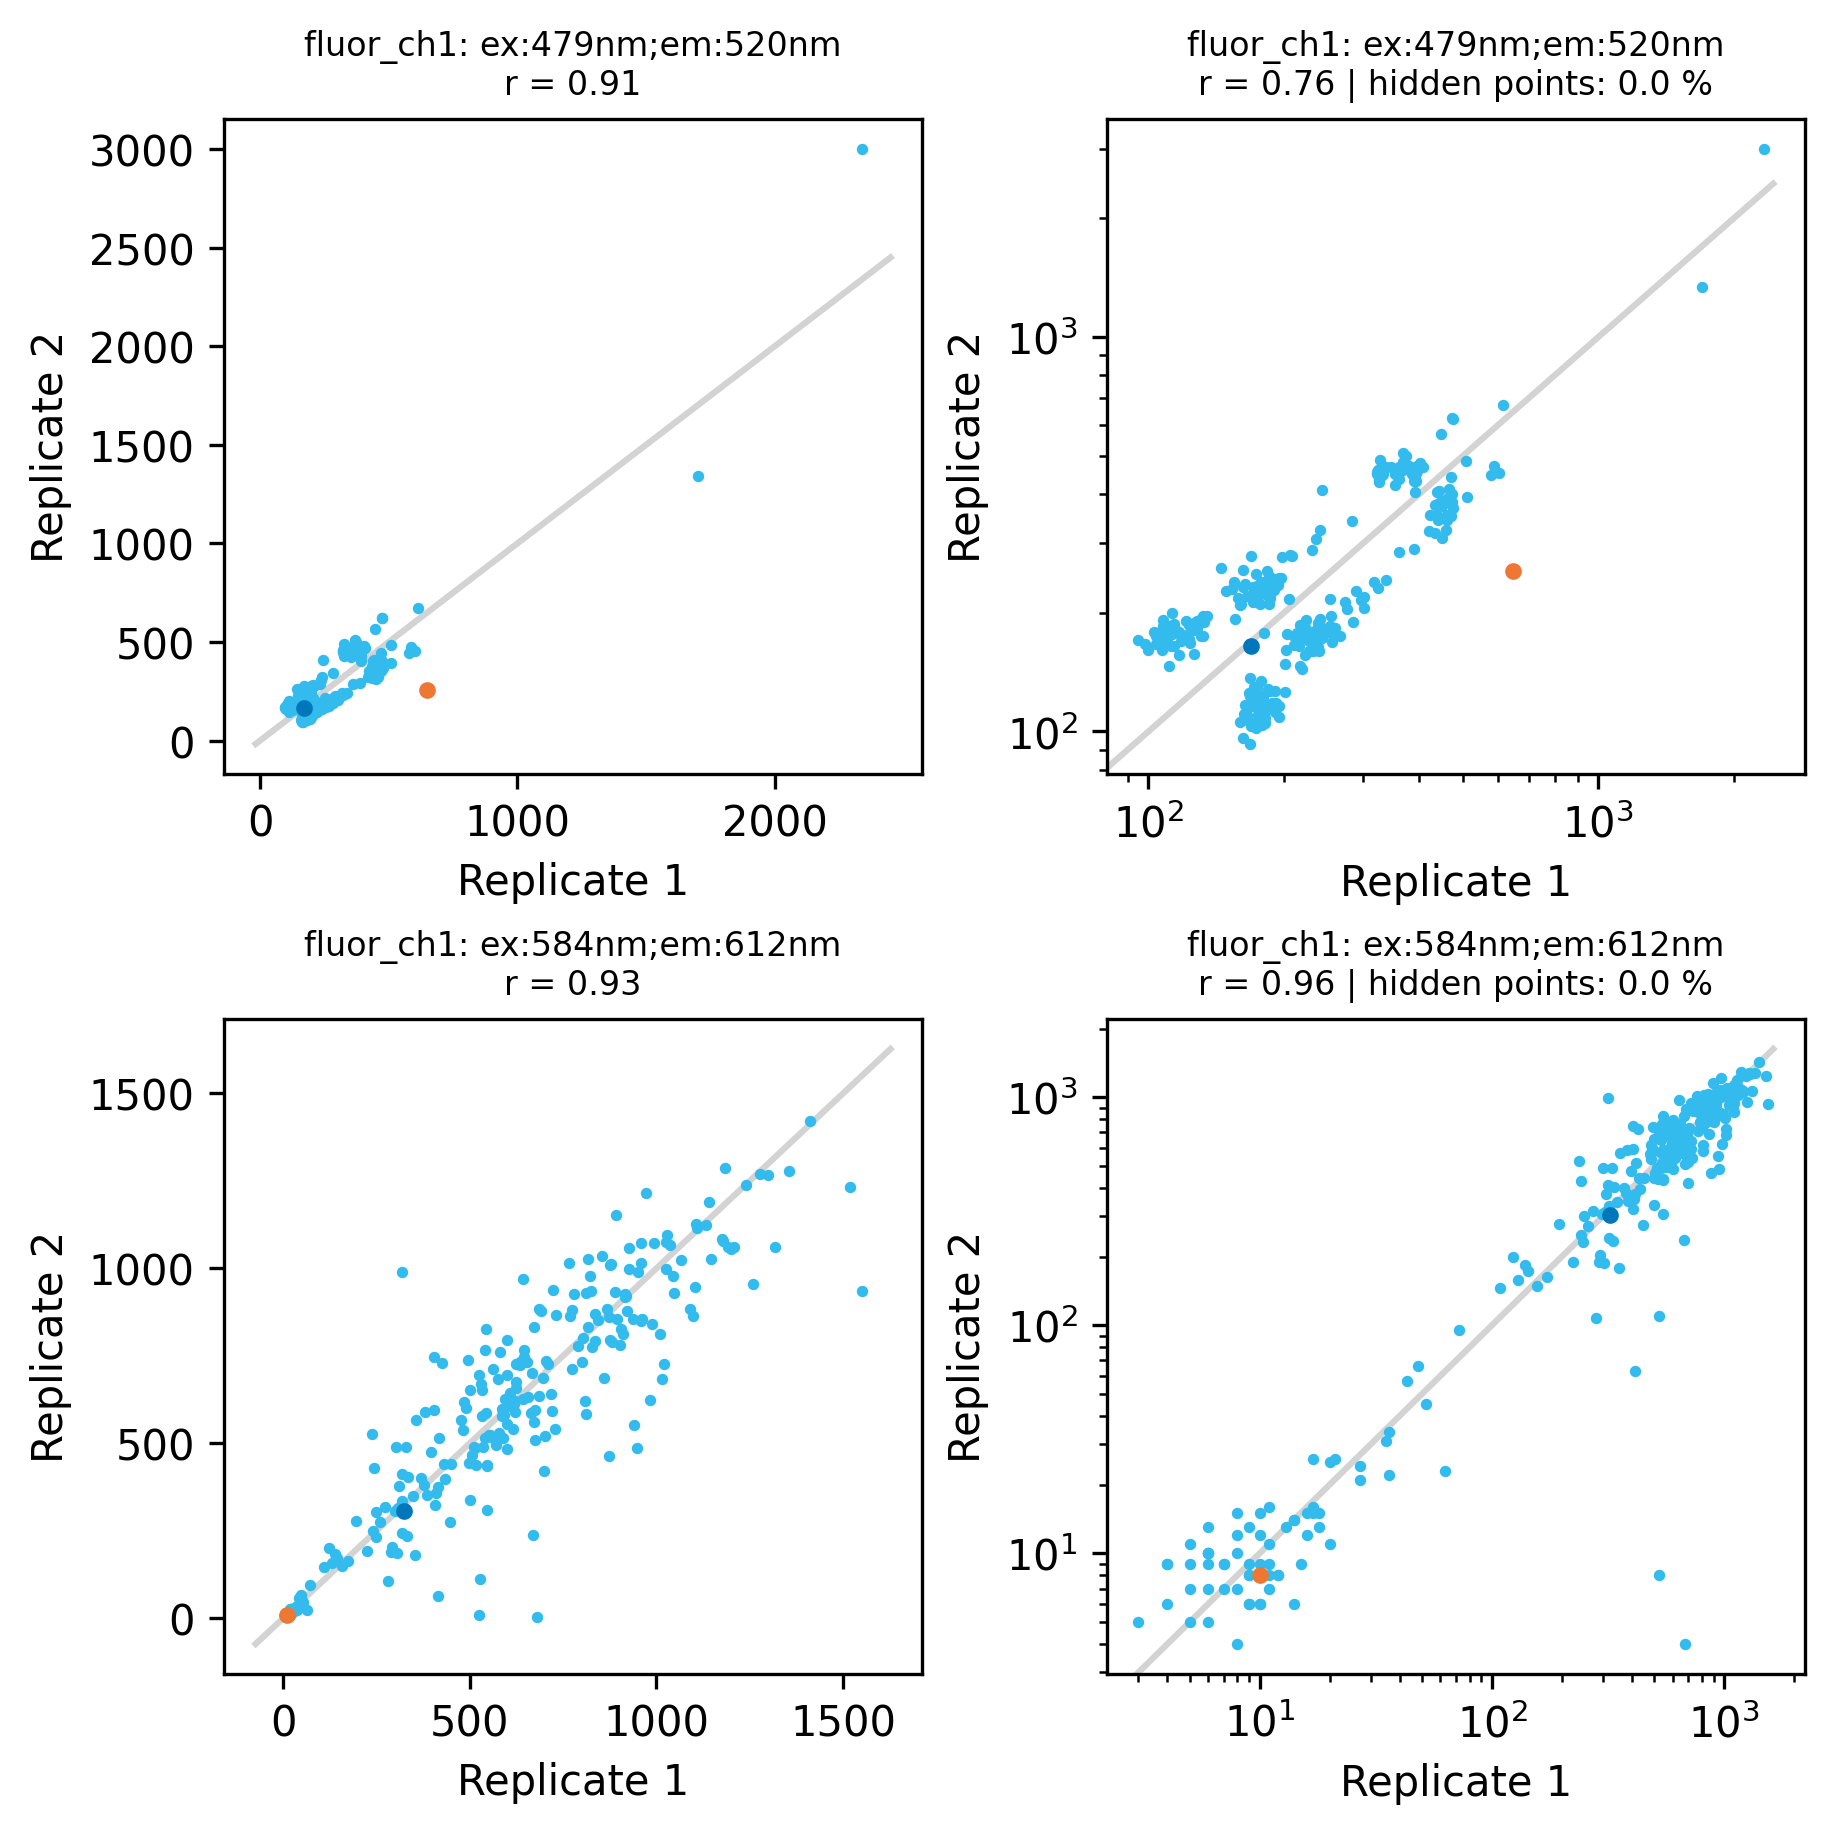 fluor_ch1: ex:479nm;em:520nm
r = 0.91
3000
2500
2000
1500
1000
500
0
Replicate 2
0 1000 2000
Replicate 1
fluor_ch1: ex:479nm;em:520nm
r = 0.76 | hidden points: 0.0 %
10³
10²
Replicate 2
10² 10³
Replicate 1
fluor_ch1: ex:584nm;em:612nm
r = 0.93
1500
1000
500
0
Replicate 2
0 500 1000 1500
Replicate 1
fluor_ch1: ex:584nm;em:612nm
r = 0.96 | hidden points: 0.0 %
10³
10²
10¹
Replicate 2
10¹ 10² 10³
Replicate 1